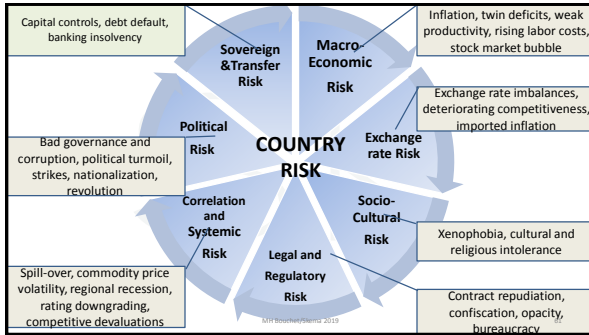 Capital controls, debt default,
banking insolvency
Sovereign
&Transfer
Risk
Macro-
Economic
Risk
Inflation, twin deficits, weak
productivity, rising labor costs,
stock market bubble
Exchange rate imbalances,
deteriorating competitiveness,
imported inflation
Exchange
rate Risk
Political
Risk
COUNTRY
RISK
Bad governance and
corruption, political turmoil,
strikes, nationalization,
revolution
Correlation
and
Systemic
Risk
Socio-
Cultural
Risk
Xenophobia, cultural and
religious intolerance
Legal and
Regulatory
Risk
Spill-over, commodity price
volatility, regional recession,
rating downgrading,
competitive devaluations
Contract repudiation,
confiscation, opacity,
bureaucracy
2019